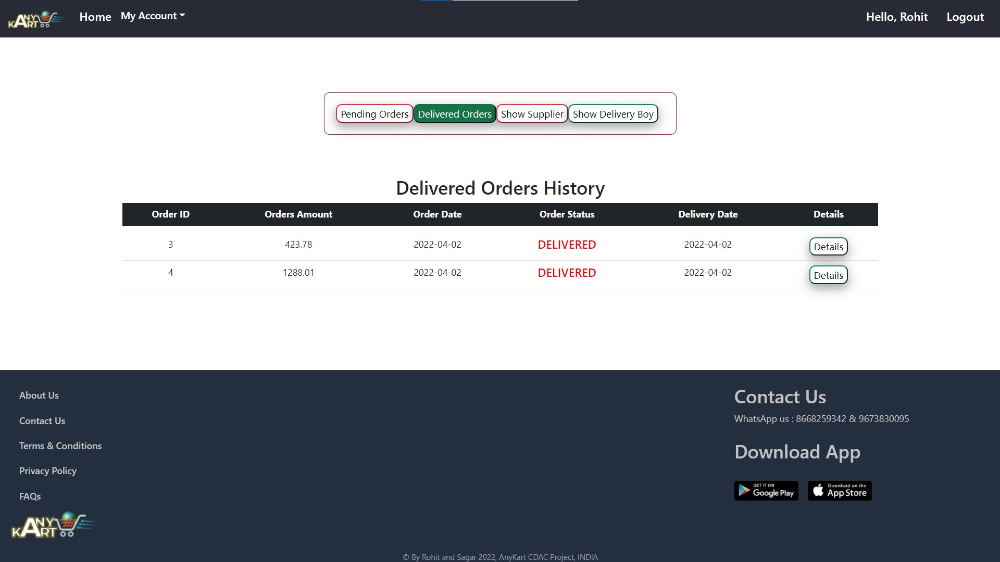 ANY KART Home My Account Hello, Rohit Logout
Pending Orders Delivered Orders Show Supplier Show Delivery Boy
Delivered Orders History
Order ID Orders Amount Order Date Order Status Delivery Date Details
3 423.78 2022-04-02 DELIVERED 2022-04-02 Details
4 1288.01 2022-04-02 DELIVERED 2022-04-02 Details
About Us
Contact Us
Terms & Conditions
Privacy Policy
FAQs
ANY
KART
Contact Us
WhatsApp us : 8668259342 & 9673830095
Download App
GET IT ON
Google Play
Download on the
App Store
© By Rohit and Sagar 2022, AnyKart CDAC Project, INDIA